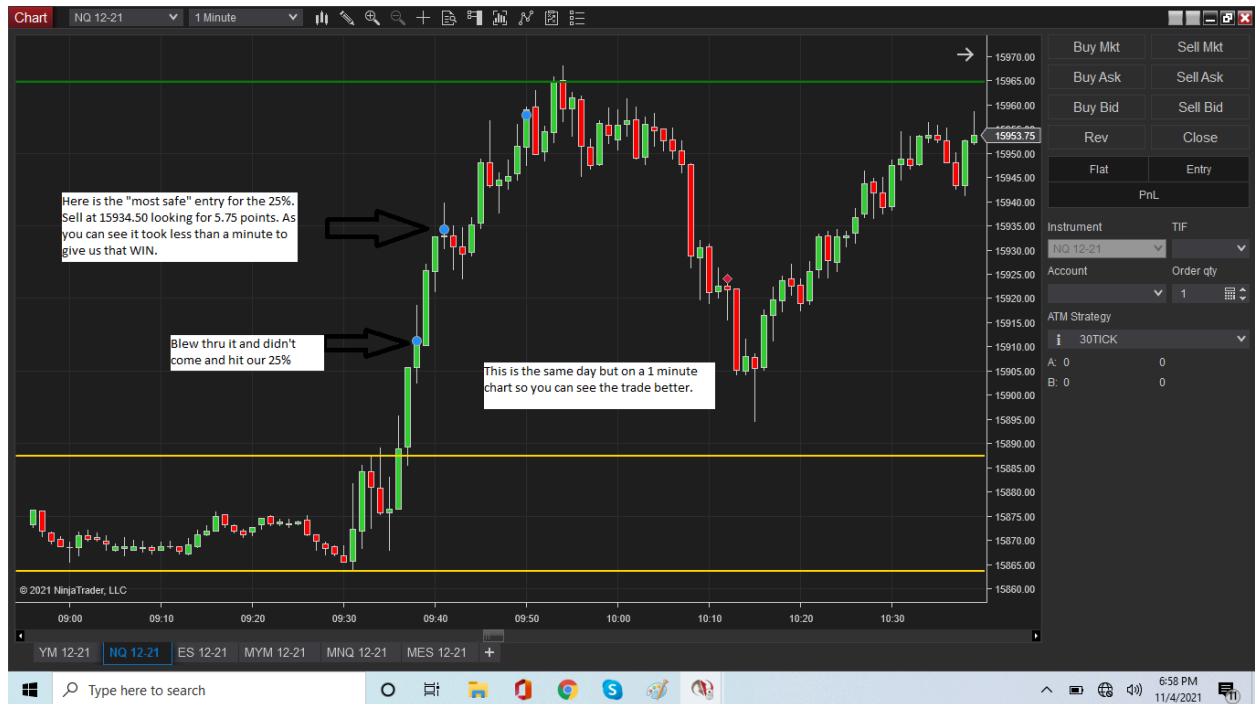 Chart NQ 12-21 1 Minute
Buy Mkt Sell Mkt
Buy Ask Sell Ask
Buy Bid Sell Bid
Rev Close
Flat Entry
PnL
Instrument TIF
NQ 12-21
Account Order qty
1
ATM Strategy
i 30TICK
A: 0 0
B: 0 0
15970.00
15965.00
15960.00
15953.75
15950.00
15945.00
15940.00
15935.00
15930.00
15925.00
15920.00
15915.00
15910.00
15905.00
15900.00
15895.00
15890.00
15885.00
15880.00
15875.00
15870.00
15865.00
15860.00
Here is the "most safe" entry for the 25%.
Sell at 15934.50 looking for 5.75 points. As
you can see it took less than a minute to
give us that WIN.
Blew thru it and didn't
come and hit our 25%
This is the same day but on a 1 minute
chart so you can see the trade better.
© 2021 NinjaTrader, LLC
09:00 09:10 09:20 09:30 09:40 09:50 10:00 10:10 10:20 10:30
YM 12-21 NQ 12-21 ES 12-21 MYM 12-21 MNQ 12-21 MES 12-21 +
Type here to search
6:58 PM
11/4/2021
11